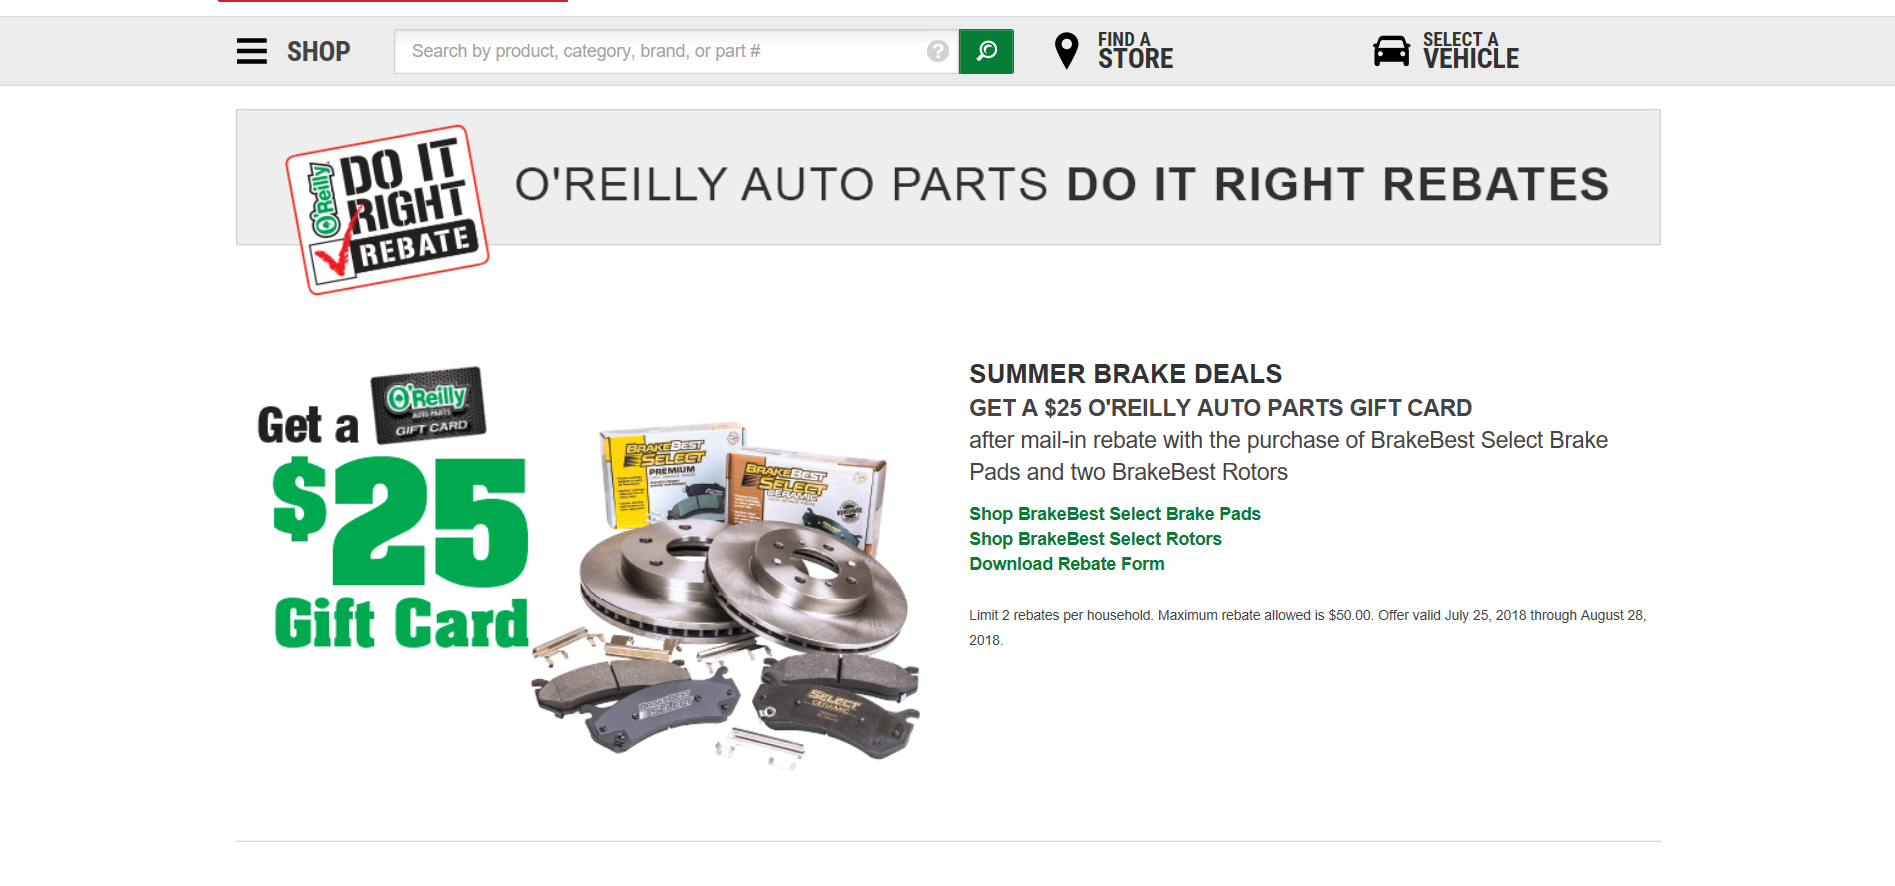 SHOP
Search by product, category, brand, or part #
?
FIND A
STORE
SELECT A
VEHICLE
O'Reilly
DO IT
RIGHT
REBATE
O'REILLY AUTO PARTS DO IT RIGHT REBATES
Get a
O'Reilly
AUTO PARTS
GIFT CARD
$25
Gift Card
BRAKEBEST
SELECT
PREMIUM
BRAKEBEST
SELECT
CERAMIC
BRAKEBEST
SELECT
SELECT
CERAMIC
SUMMER BRAKE DEALS
GET A $25 O'REILLY AUTO PARTS GIFT CARD
after mail-in rebate with the purchase of BrakeBest Select Brake
Pads and two BrakeBest Rotors
Shop BrakeBest Select Brake Pads
Shop BrakeBest Select Rotors
Download Rebate Form
Limit 2 rebates per household. Maximum rebate allowed is $50.00. Offer valid July 25, 2018 through August 28,
2018.